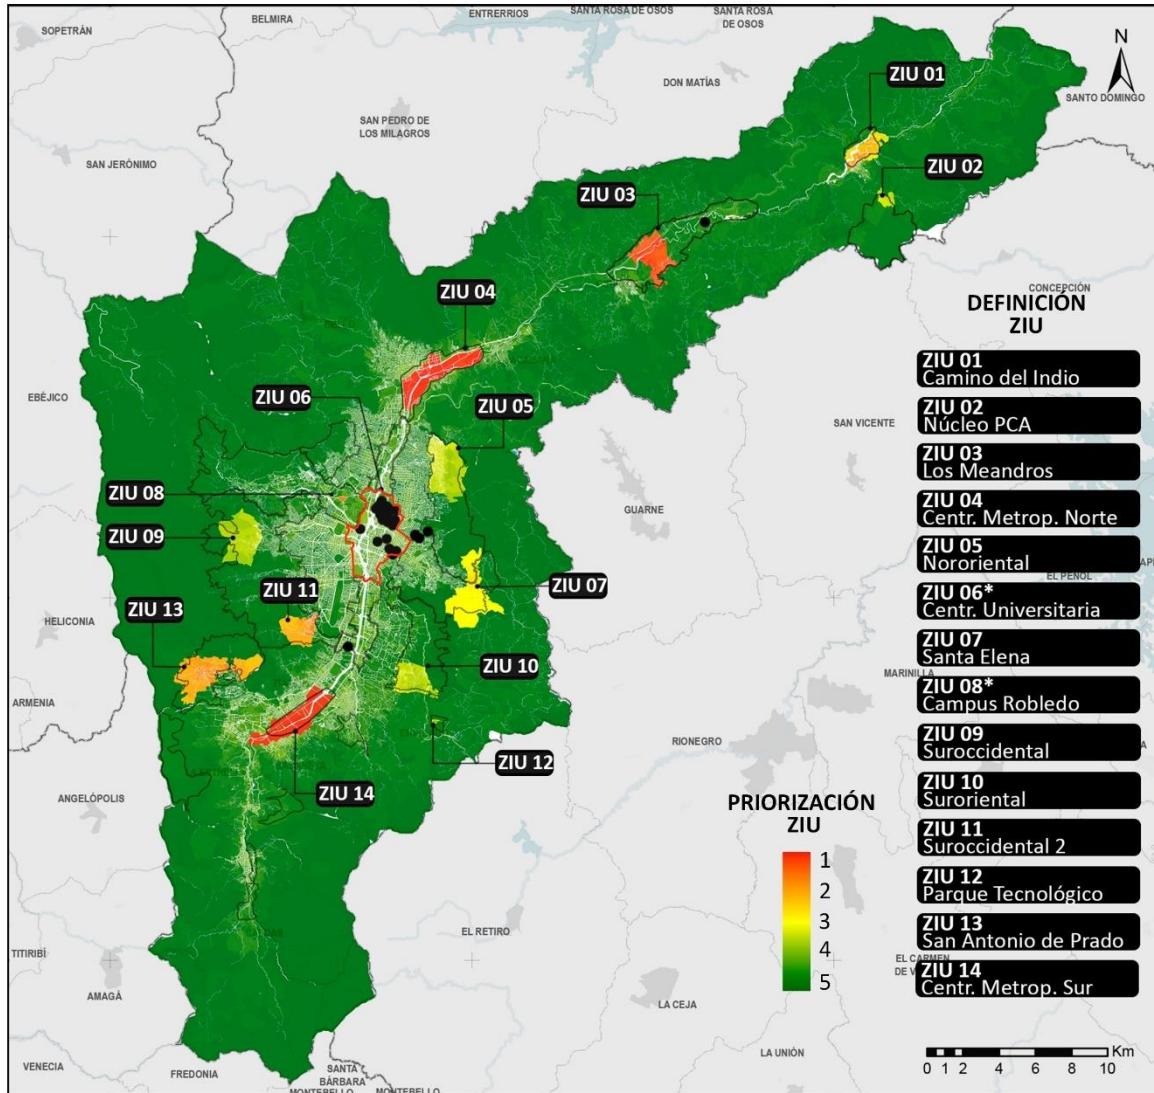 BELMIRA
ENTRERRIOS
SANTA ROSA DE OSOS
SANTA ROSA
DE OSOS
SOPETRÁN
N
DON MATÍAS
ZIU 01
SANTO DOMINGO
SAN PEDRO DE
LOS MILAGROS
SAN JERÓNIMO
ZIU 02
ZIU 03
CONCEPCIÓN
ZIU 04
EBÉJICO
ZIU 06
ZIU 05
SAN VICENTE
ZIU 08
GUARNE
ZIU 09
ZIU 07
EL PEÑOL
ZIU 11
ZIU 13
HELICONIA
ZIU 10
MARINILLA
ARMENIA
RIONEGRO
ZIU 12
ZIU 14
ANGELÓPOLIS
EL RETIRO
TITIRIBÍ
EL CARMEN
DE V
AMAGÁ
LA CEJA
LA UNIÓN
VENECIA
FREDONIA
SANTA
BÁRBARA
MONTEBELLO
MONTEBELLO
DEFINICIÓN
ZIU
ZIU 01
Camino del Indio
ZIU 02
Núcleo PCA
ZIU 03
Los Meandros
ZIU 04
Centr. Metrop. Norte
ZIU 05
Nororiental
ZIU 06*
Centr. Universitaria
ZIU 07
Santa Elena
ZIU 08*
Campus Robledo
ZIU 09
Suroccidental
ZIU 10
Suroriental
ZIU 11
Suroccidental 2
ZIU 12
Parque Tecnológico
ZIU 13
San Antonio de Prado
ZIU 14
Centr. Metrop. Sur
PRIORIZACIÓN
ZIU
1
2
3
4
5
Km
0 1 2 4 6 8 10